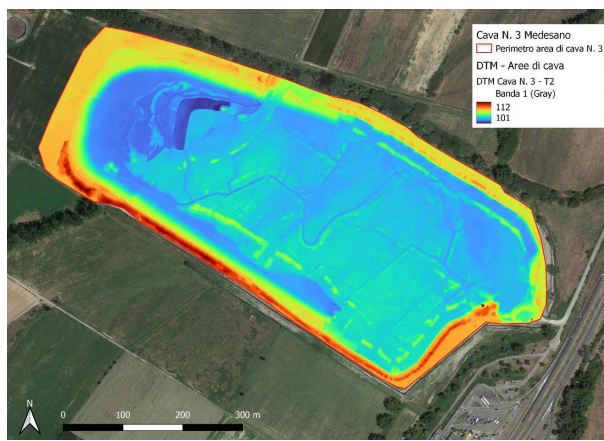 Cava N. 3 Medesano
Perimetro area di cava N. 3
DTM - Aree di cava
DTM Cava N. 3 - T2
Banda 1 (Gray)
112
101
N
0 100 200 300 m